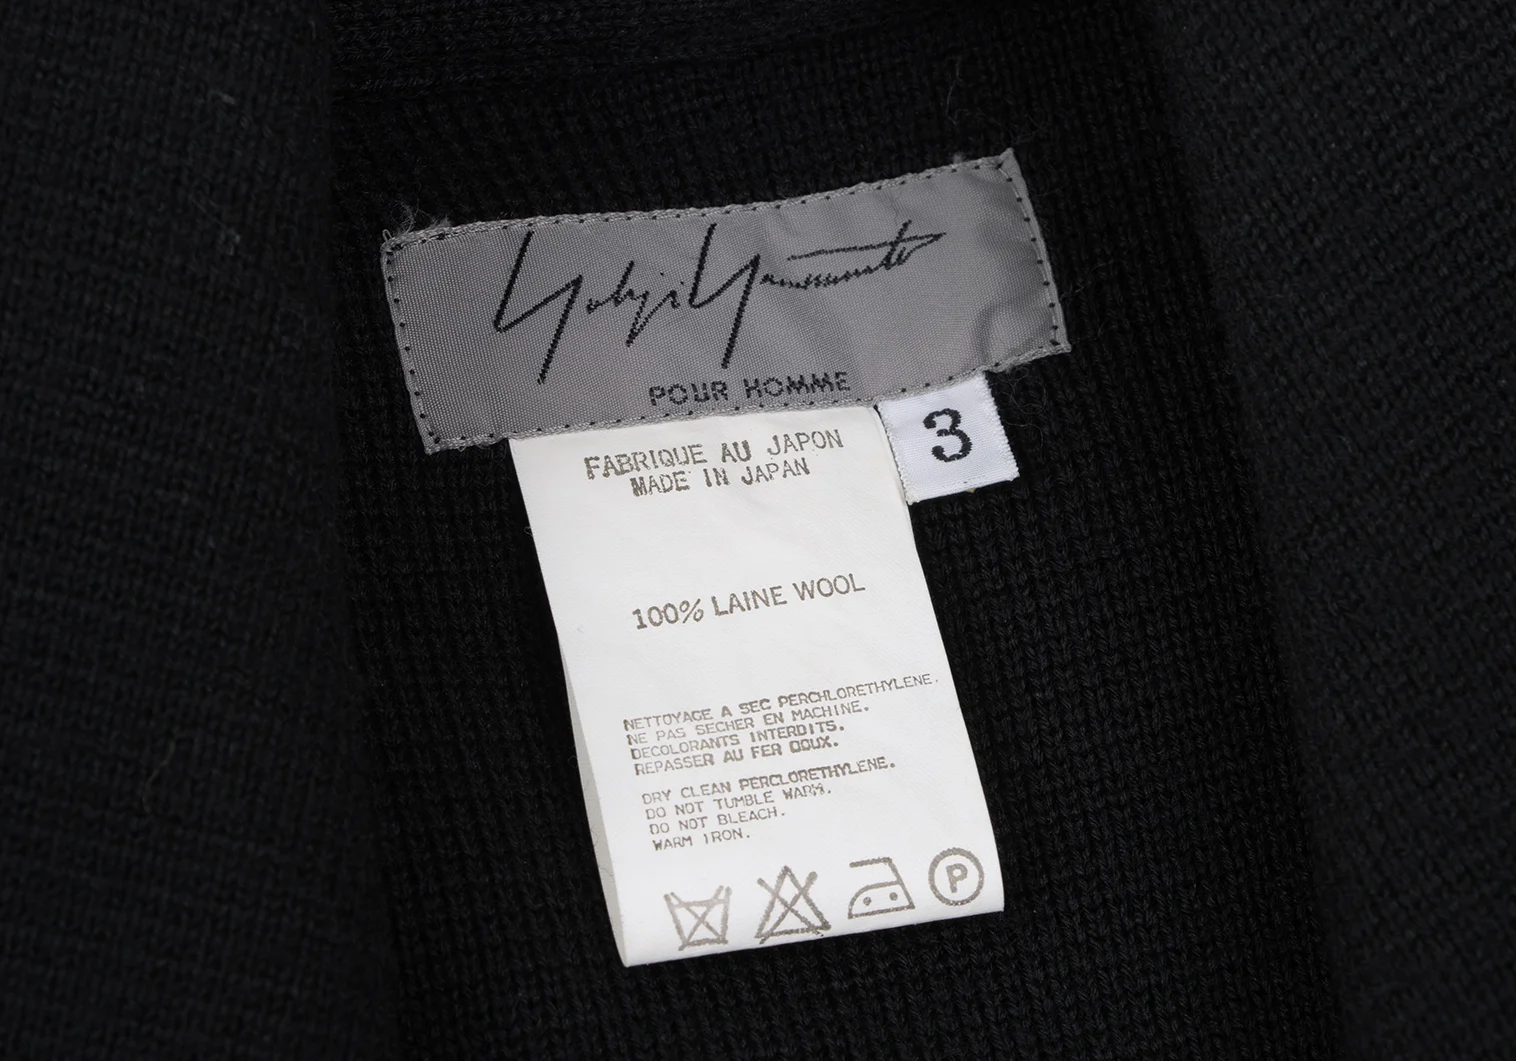 Yohji Yamamoto
POUR HOMME
3
FABRIQUE AU JAPON
MADE IN JAPAN
100% LAINE WOOL
NETTOYAGE A SEC PERCHLORETHYLENE.
NE PAS SECHER EN MACHINE.
DECOLORANTS INTERDITS.
REPASSER AU FER DOUX.
DRY CLEAN PERCLORETHYLENE.
DO NOT TUMBLE WARM.
DO NOT BLEACH.
WARM IRON.
P